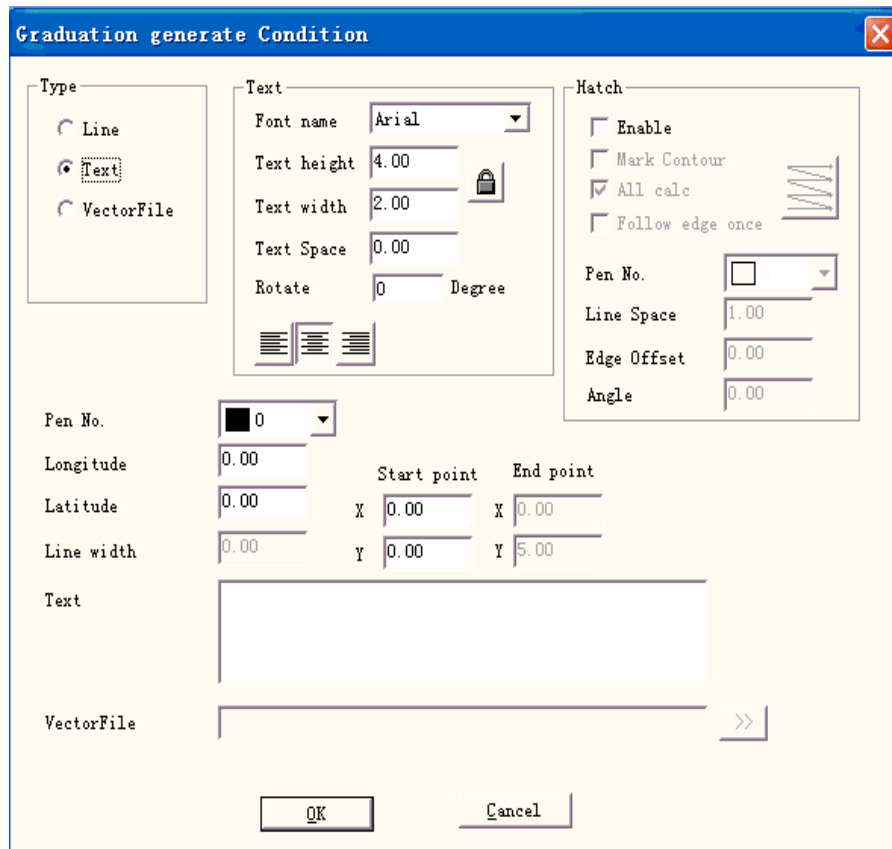 Graduation generate Condition
Type
Line
Text
VectorFile
Text
Font name Arial
Text height 4.00
Text width 2.00
Text Space 0.00
Rotate 0 Degree
Hatch
Enable
Mark Contour
All calc
Follow edge once
Pen No.
Line Space 1.00
Edge Offset 0.00
Angle 0.00
Pen No. 0
Longitude 0.00
Latitude 0.00
Line width 0.00
Start point End point
X 0.00 X 0.00
Y 0.00 Y 5.00
Text
VectorFile >>
OK Cancel